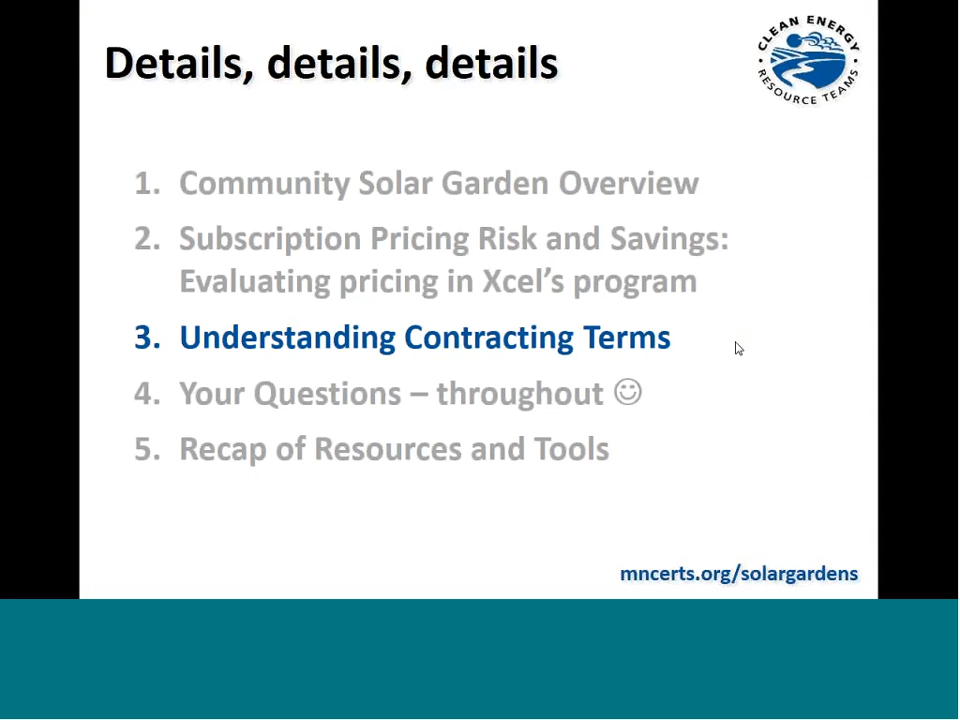 Details, details, details
CLEAN ENERGY
RESOURCE TEAMS
1. Community Solar Garden Overview
2. Subscription Pricing Risk and Savings:
Evaluating pricing in Xcel's program
3. Understanding Contracting Terms
4. Your Questions – throughout ☺
5. Recap of Resources and Tools
mncerts.org/solargardens